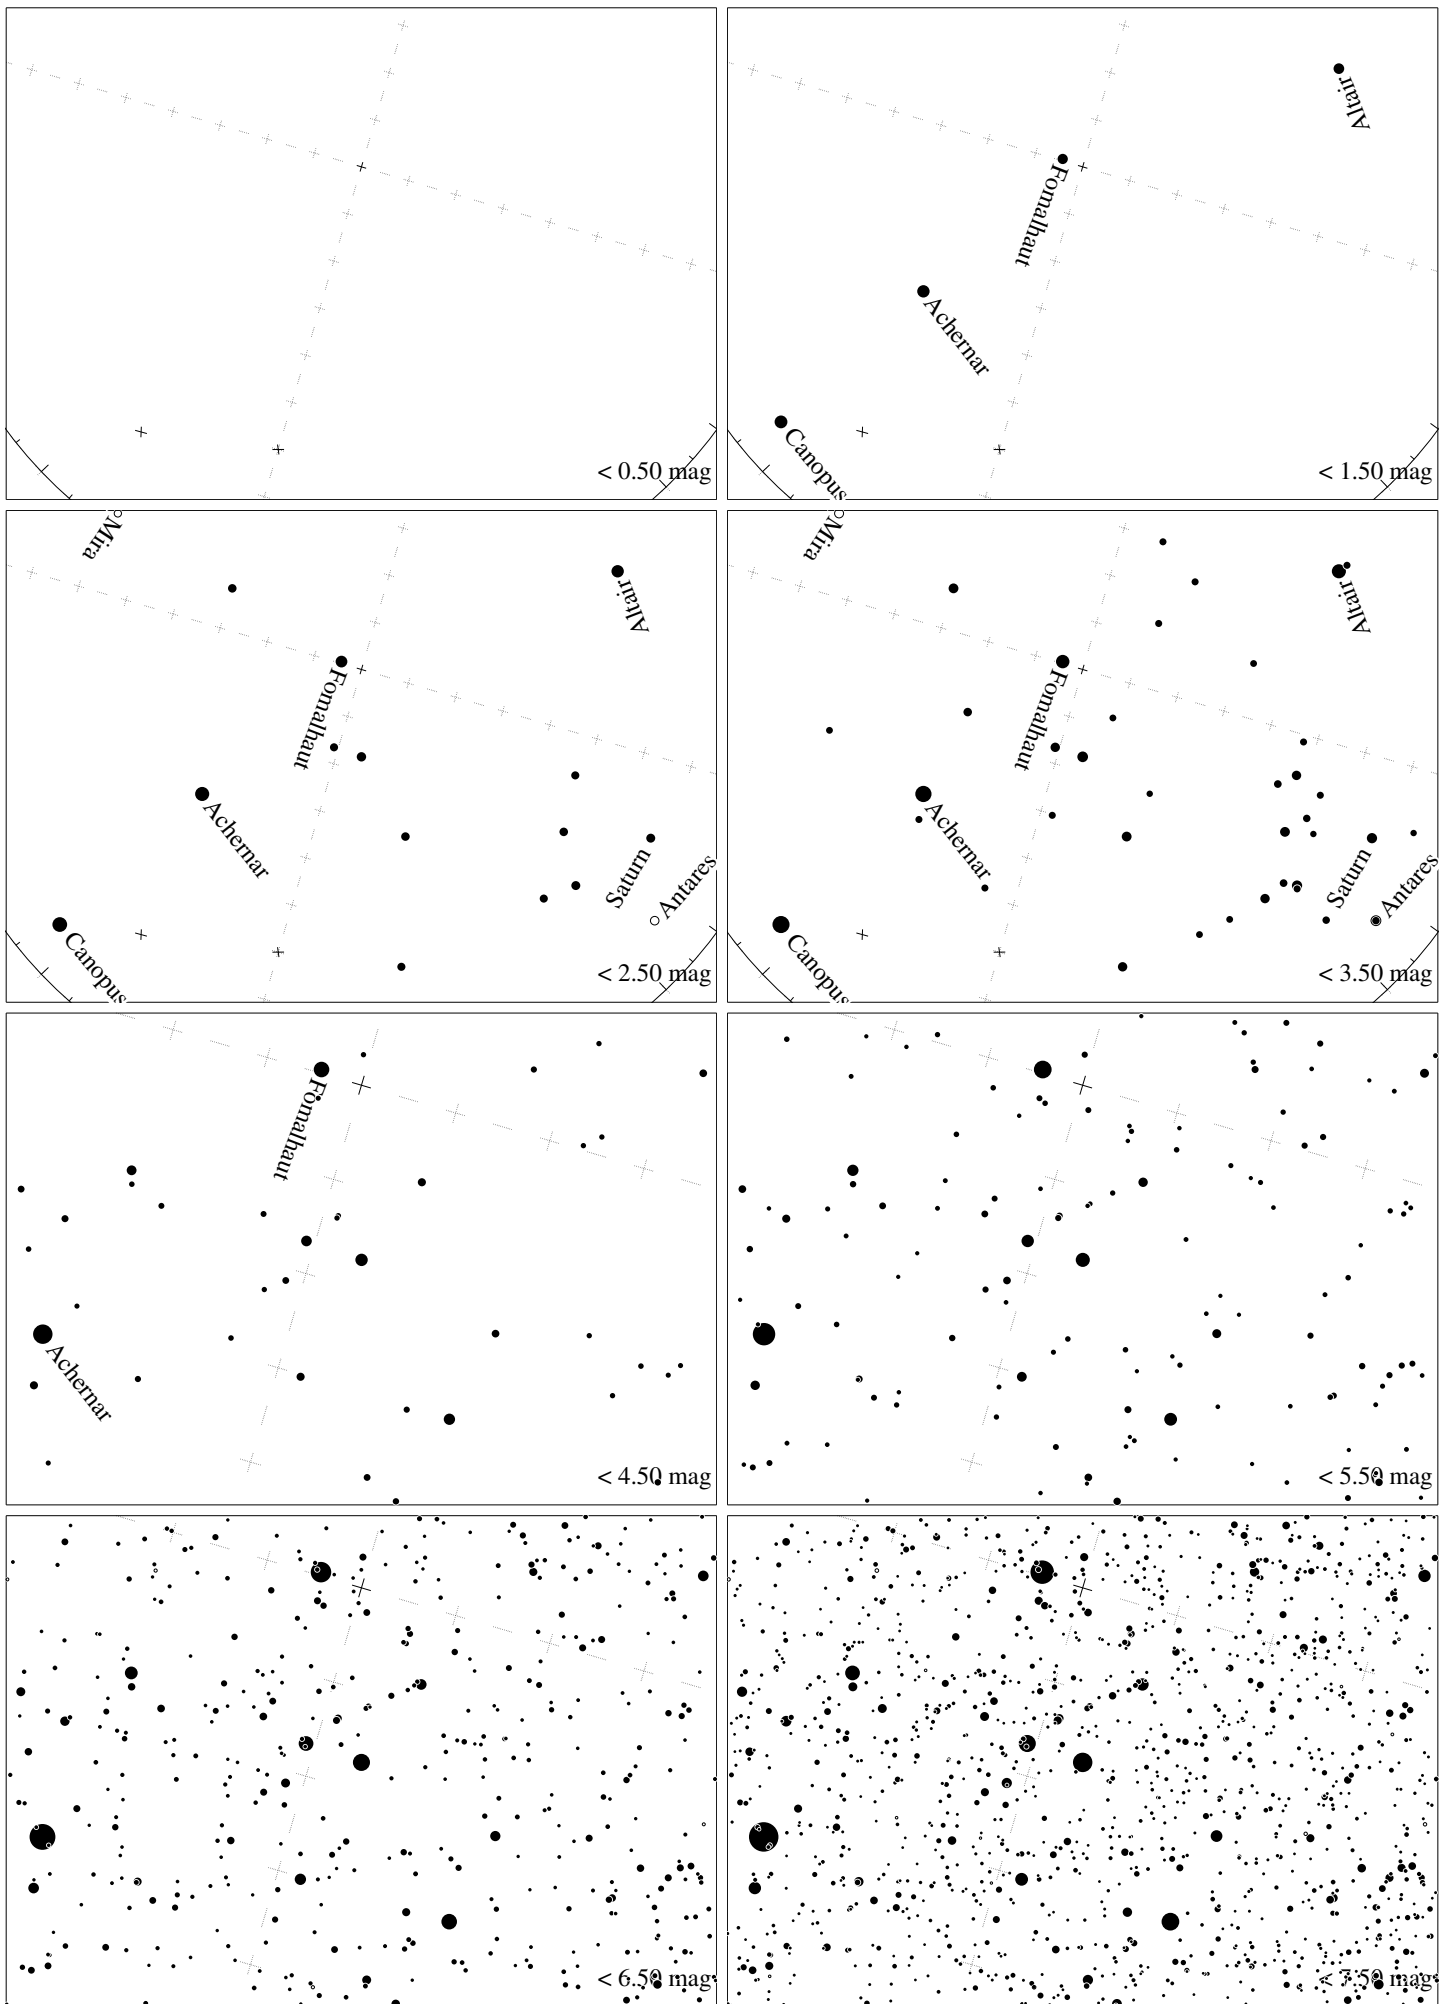 < 0.50 mag
Altair
Fomalhaut
Achernar
Canopus
< 1.50 mag
Mira
Altair
Fomalhaut
Achernar
Saturn
Antares
Canopus
< 2.50 mag
Mira
Altair
Fomalhaut
Achernar
Saturn
Antares
Canopus
< 3.50 mag
Fomalhaut
Achernar
< 4.50 mag
< 5.50 mag
< 6.50 mag
< 7.50 mag